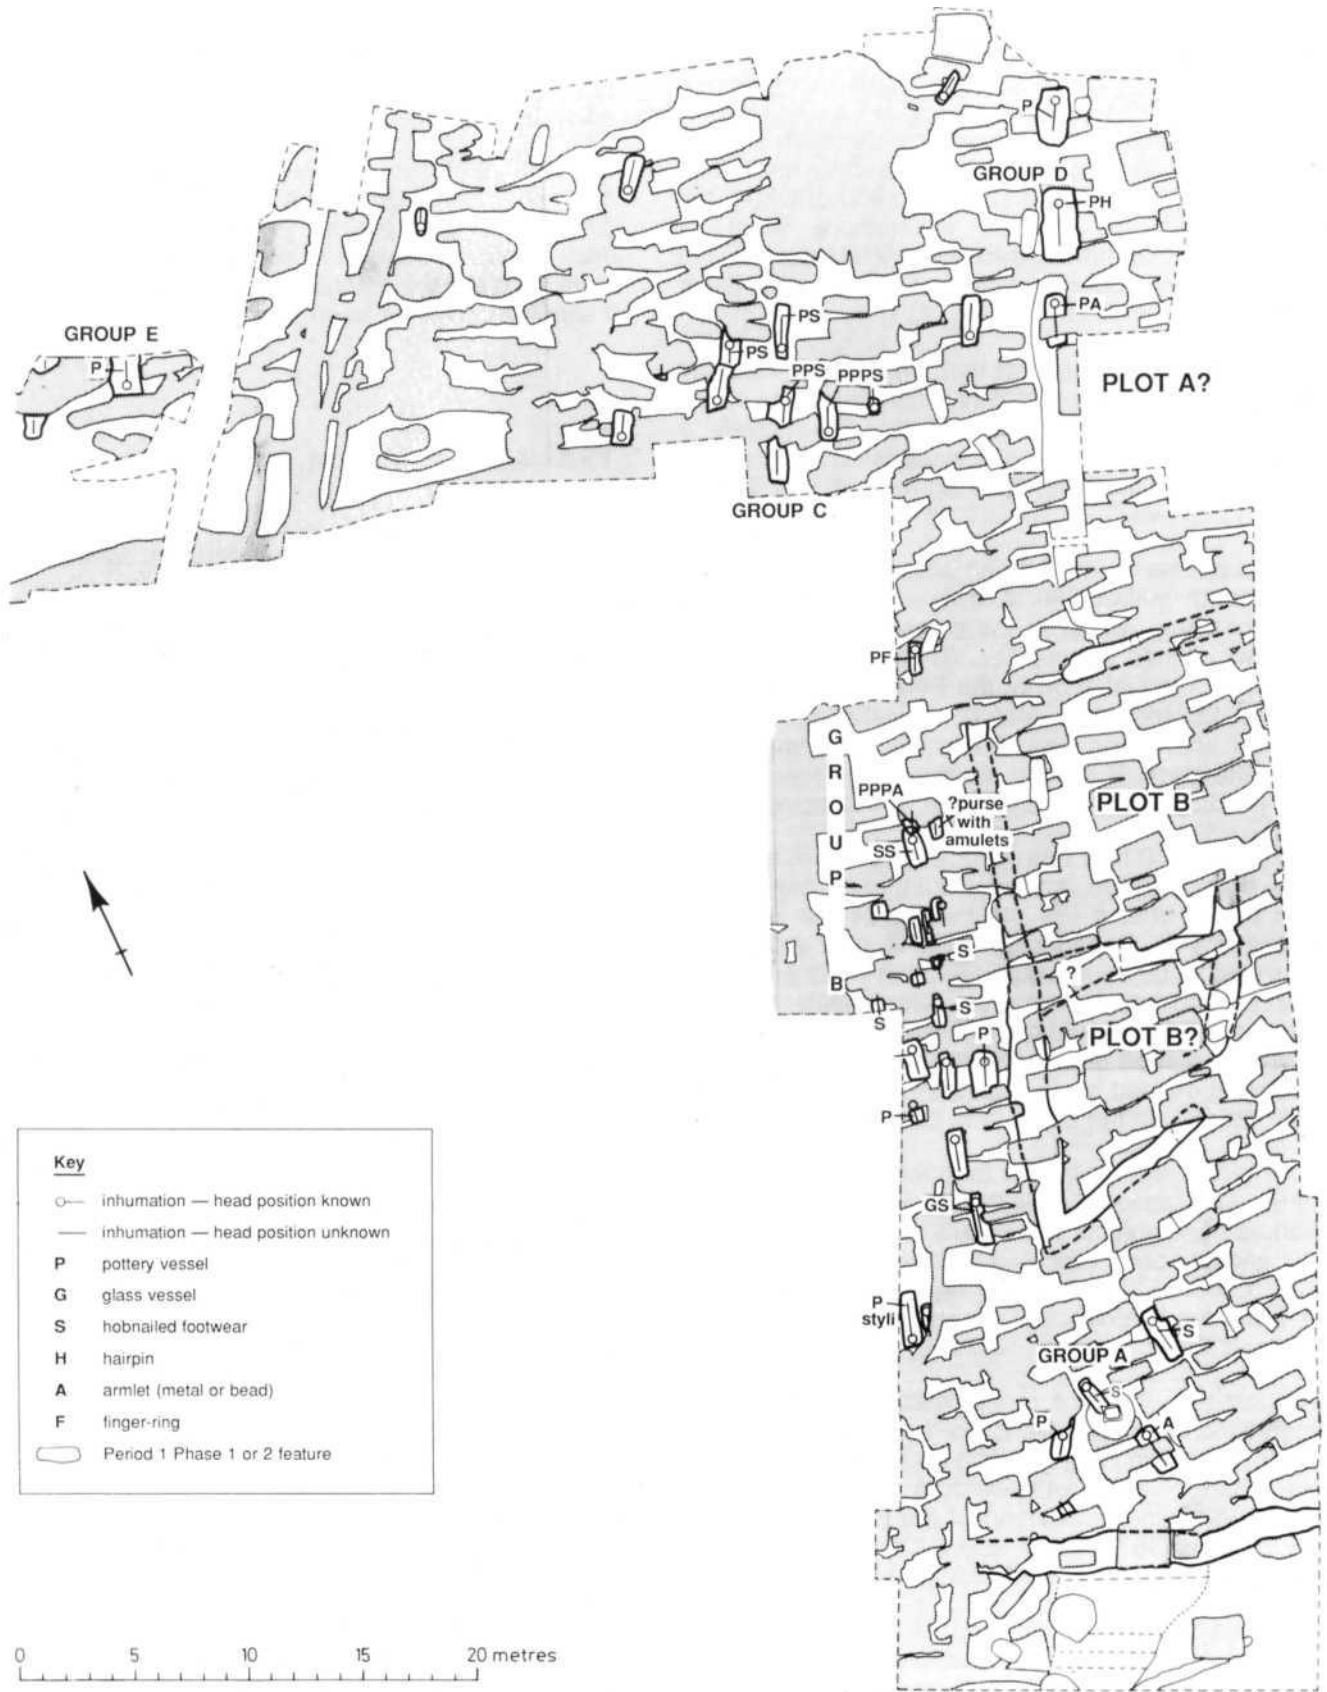 P
GROUP D
PH
PA
PS
GROUP E
PS
P
PPS
PPPS
PLOT A?
GROUP C
PF
G
R
O
U
P
B
PPPA
?purse
with
amulets
PLOT B
SS
S
?
S
S
P
PLOT B?
P
GS
P
styli
S
GROUP A
S
P
A
Key
inhumation — head position known
inhumation — head position unknown
P pottery vessel
G glass vessel
S hobnailed footwear
H hairpin
A armlet (metal or bead)
F finger-ring
Period 1 Phase 1 or 2 feature
0 5 10 15 20 metres